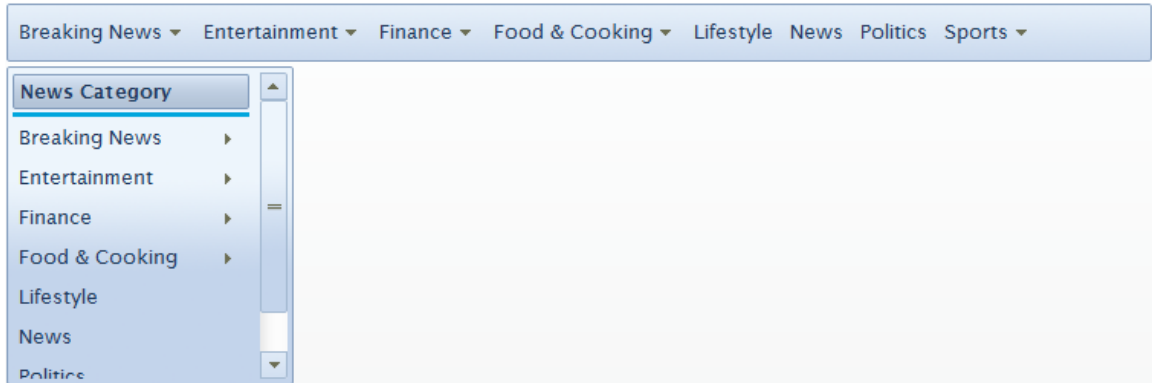 Breaking News Entertainment Finance Food & Cooking Lifestyle News Politics Sports
News Category
Breaking News
Entertainment
Finance
Food & Cooking
Lifestyle
News
Politics